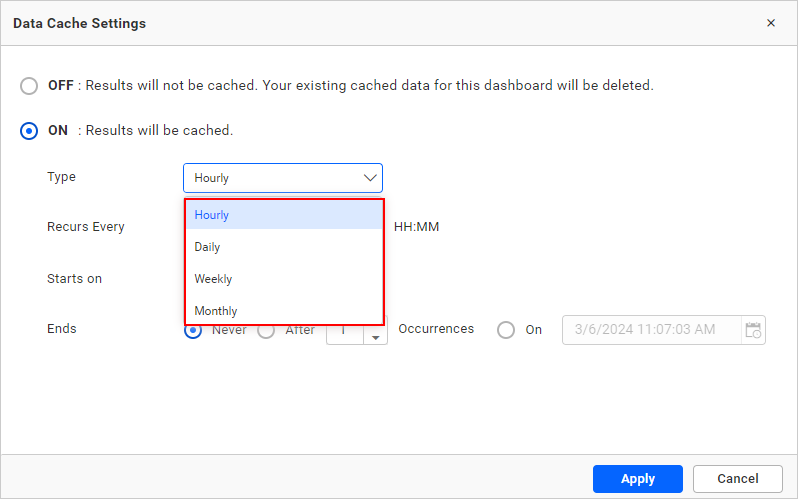 Data Cache Settings ×
OFF : Results will not be cached. Your existing cached data for this dashboard will be deleted.
ON : Results will be cached.
Type Hourly
Hourly
Recurs Every HH:MM
Daily
Starts on Weekly
Monthly
Ends Never After 1 Occurrences On 3/6/2024 11:07:03 AM
Apply Cancel